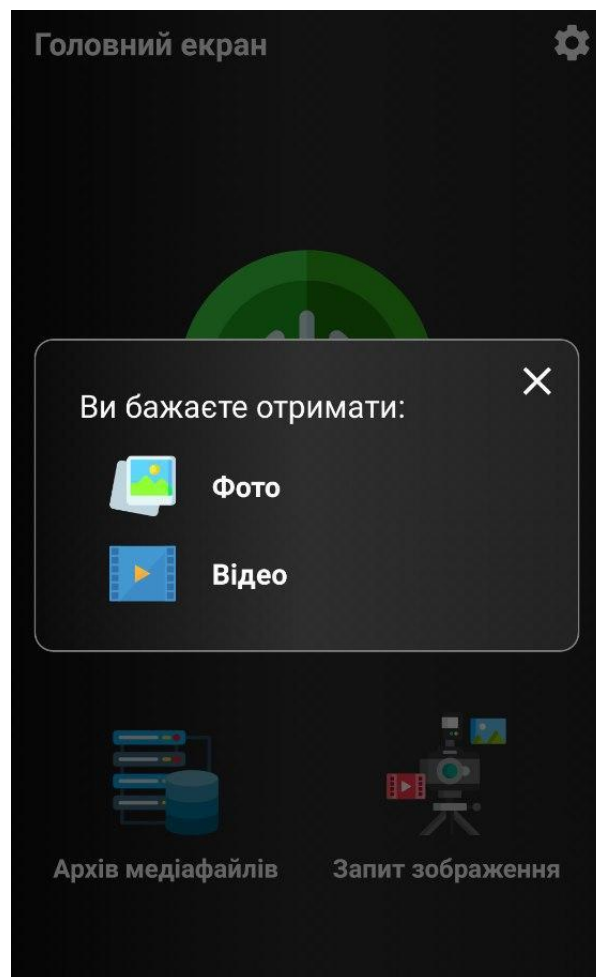 Головний екран
Ви бажаєте отримати:
Фото
Відео
Архів медіафайлів
Запит зображення